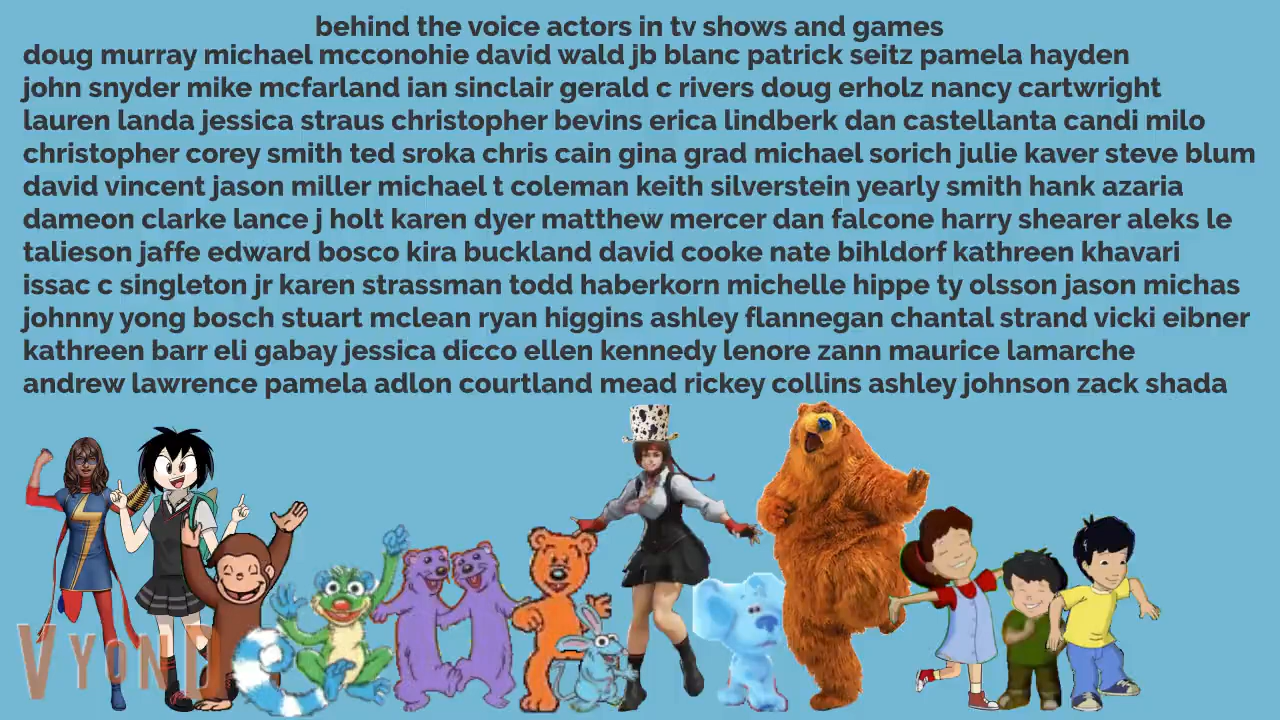 behind the voice actors in tv shows and games
doug murray michael mcconohie david wald jb blanc patrick seitz pamela hayden
john snyder mike mcfarland ian sinclair gerald c rivers doug erholz nancy cartwright
lauren landa jessica straus christopher bevins erica lindberk dan castellanta candi milo
christopher corey smith ted sroka chris cain gina grad michael sorich julie kaver steve blum
david vincent jason miller michael t coleman keith silverstein yearly smith hank azaria
dameon clarke lance j holt karen dyer matthew mercer dan falcone harry shearer aleks le
talieson jaffe edward bosco kira buckland david cooke nate bihldorf kathreen khavari
issac c singleton jr karen strassman todd haberkorn michelle hippe ty olsson jason michas
johnny yong bosch stuart mclean ryan higgins ashley flannegan chantal strand vicki eibner
kathreen barr eli gabay jessica dicco ellen kennedy lenore zann maurice lamarche
andrew lawrence pamela adlon courtland mead rickey collins ashley johnson zack shada
VYOND